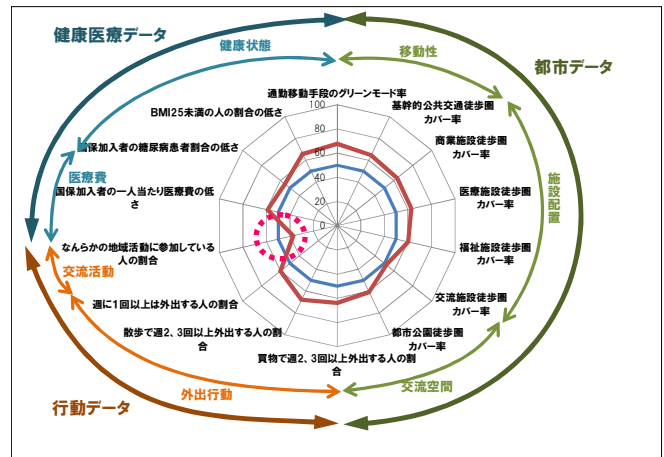 健康医療データ
健康状態
移動性
都市データ
通勤移動手段のグリーンモード率
100
80
60
40
20
0
基幹的公共交通徒歩圏
カバー率
商業施設徒歩圏
カバー率
医療施設徒歩圏
カバー率
施設配置
福祉施設徒歩圏
カバー率
交流施設徒歩圏
カバー率
都市公園徒歩圏
カバー率
交流空間
買物で週2、3回以上外出する人の割
合
散歩で週2、3回以上外出する人の割
合
週に1回以上は外出する人の割合
なんらかの地域活動に参加している
人の割合
国保加入者の一人当たり医療費の低
さ
国保加入者の糖尿病患者割合の低さ
BMI25未満の人の割合の低さ
医療費
交流活動
外出行動
行動データ